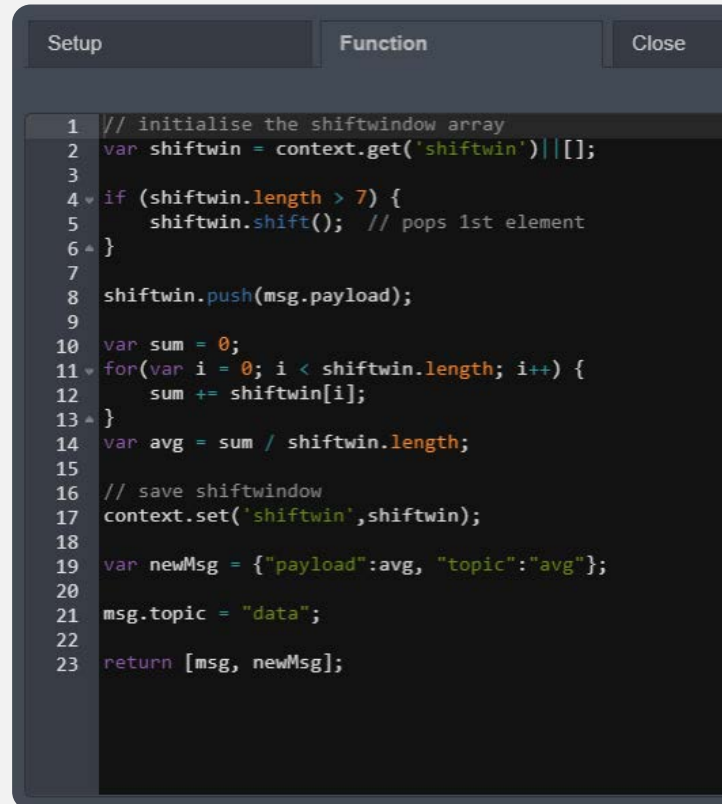 Setup
Function
Close
1 // initialise the shiftwindow array
2 var shiftwin = context.get('shiftwin')||[];
3
4 if (shiftwin.length > 7) {
5 shiftwin.shift(); // pops 1st element
6 }
7
8 shiftwin.push(msg.payload);
9
10 var sum = 0;
11 for(var i = 0; i < shiftwin.length; i++) {
12 sum += shiftwin[i];
13 }
14 var avg = sum / shiftwin.length;
15
16 // save shiftwindow
17 context.set('shiftwin',shiftwin);
18
19 var newMsg = {"payload":avg, "topic":"avg"};
20
21 msg.topic = "data";
22
23 return [msg, newMsg];